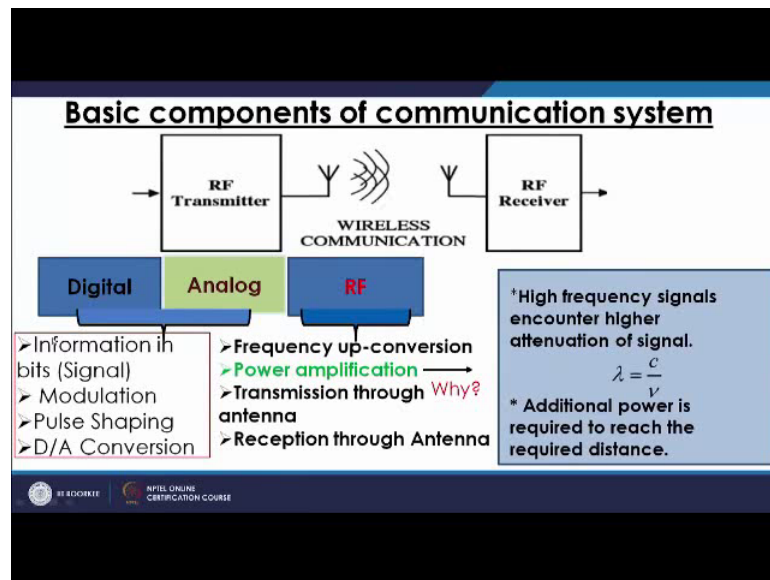 Basic components of communication system
RF
Transmitter
WIRELESS
COMMUNICATION
RF
Receiver
Digital
Analog
RF
➢Information in
bits (Signal)
➢ Modulation
➢Pulse Shaping
➢D/A Conversion
➢Frequency up-conversion
➢Power amplification
➢Transmission through
antenna
➢Reception through Antenna
Why?
*High frequency signals
encounter higher
attenuation of signal.
λ = c/ν
* Additional power is
required to reach the
required distance.
IIT ROORKEE
NPTEL ONLINE
CERTIFICATION COURSE